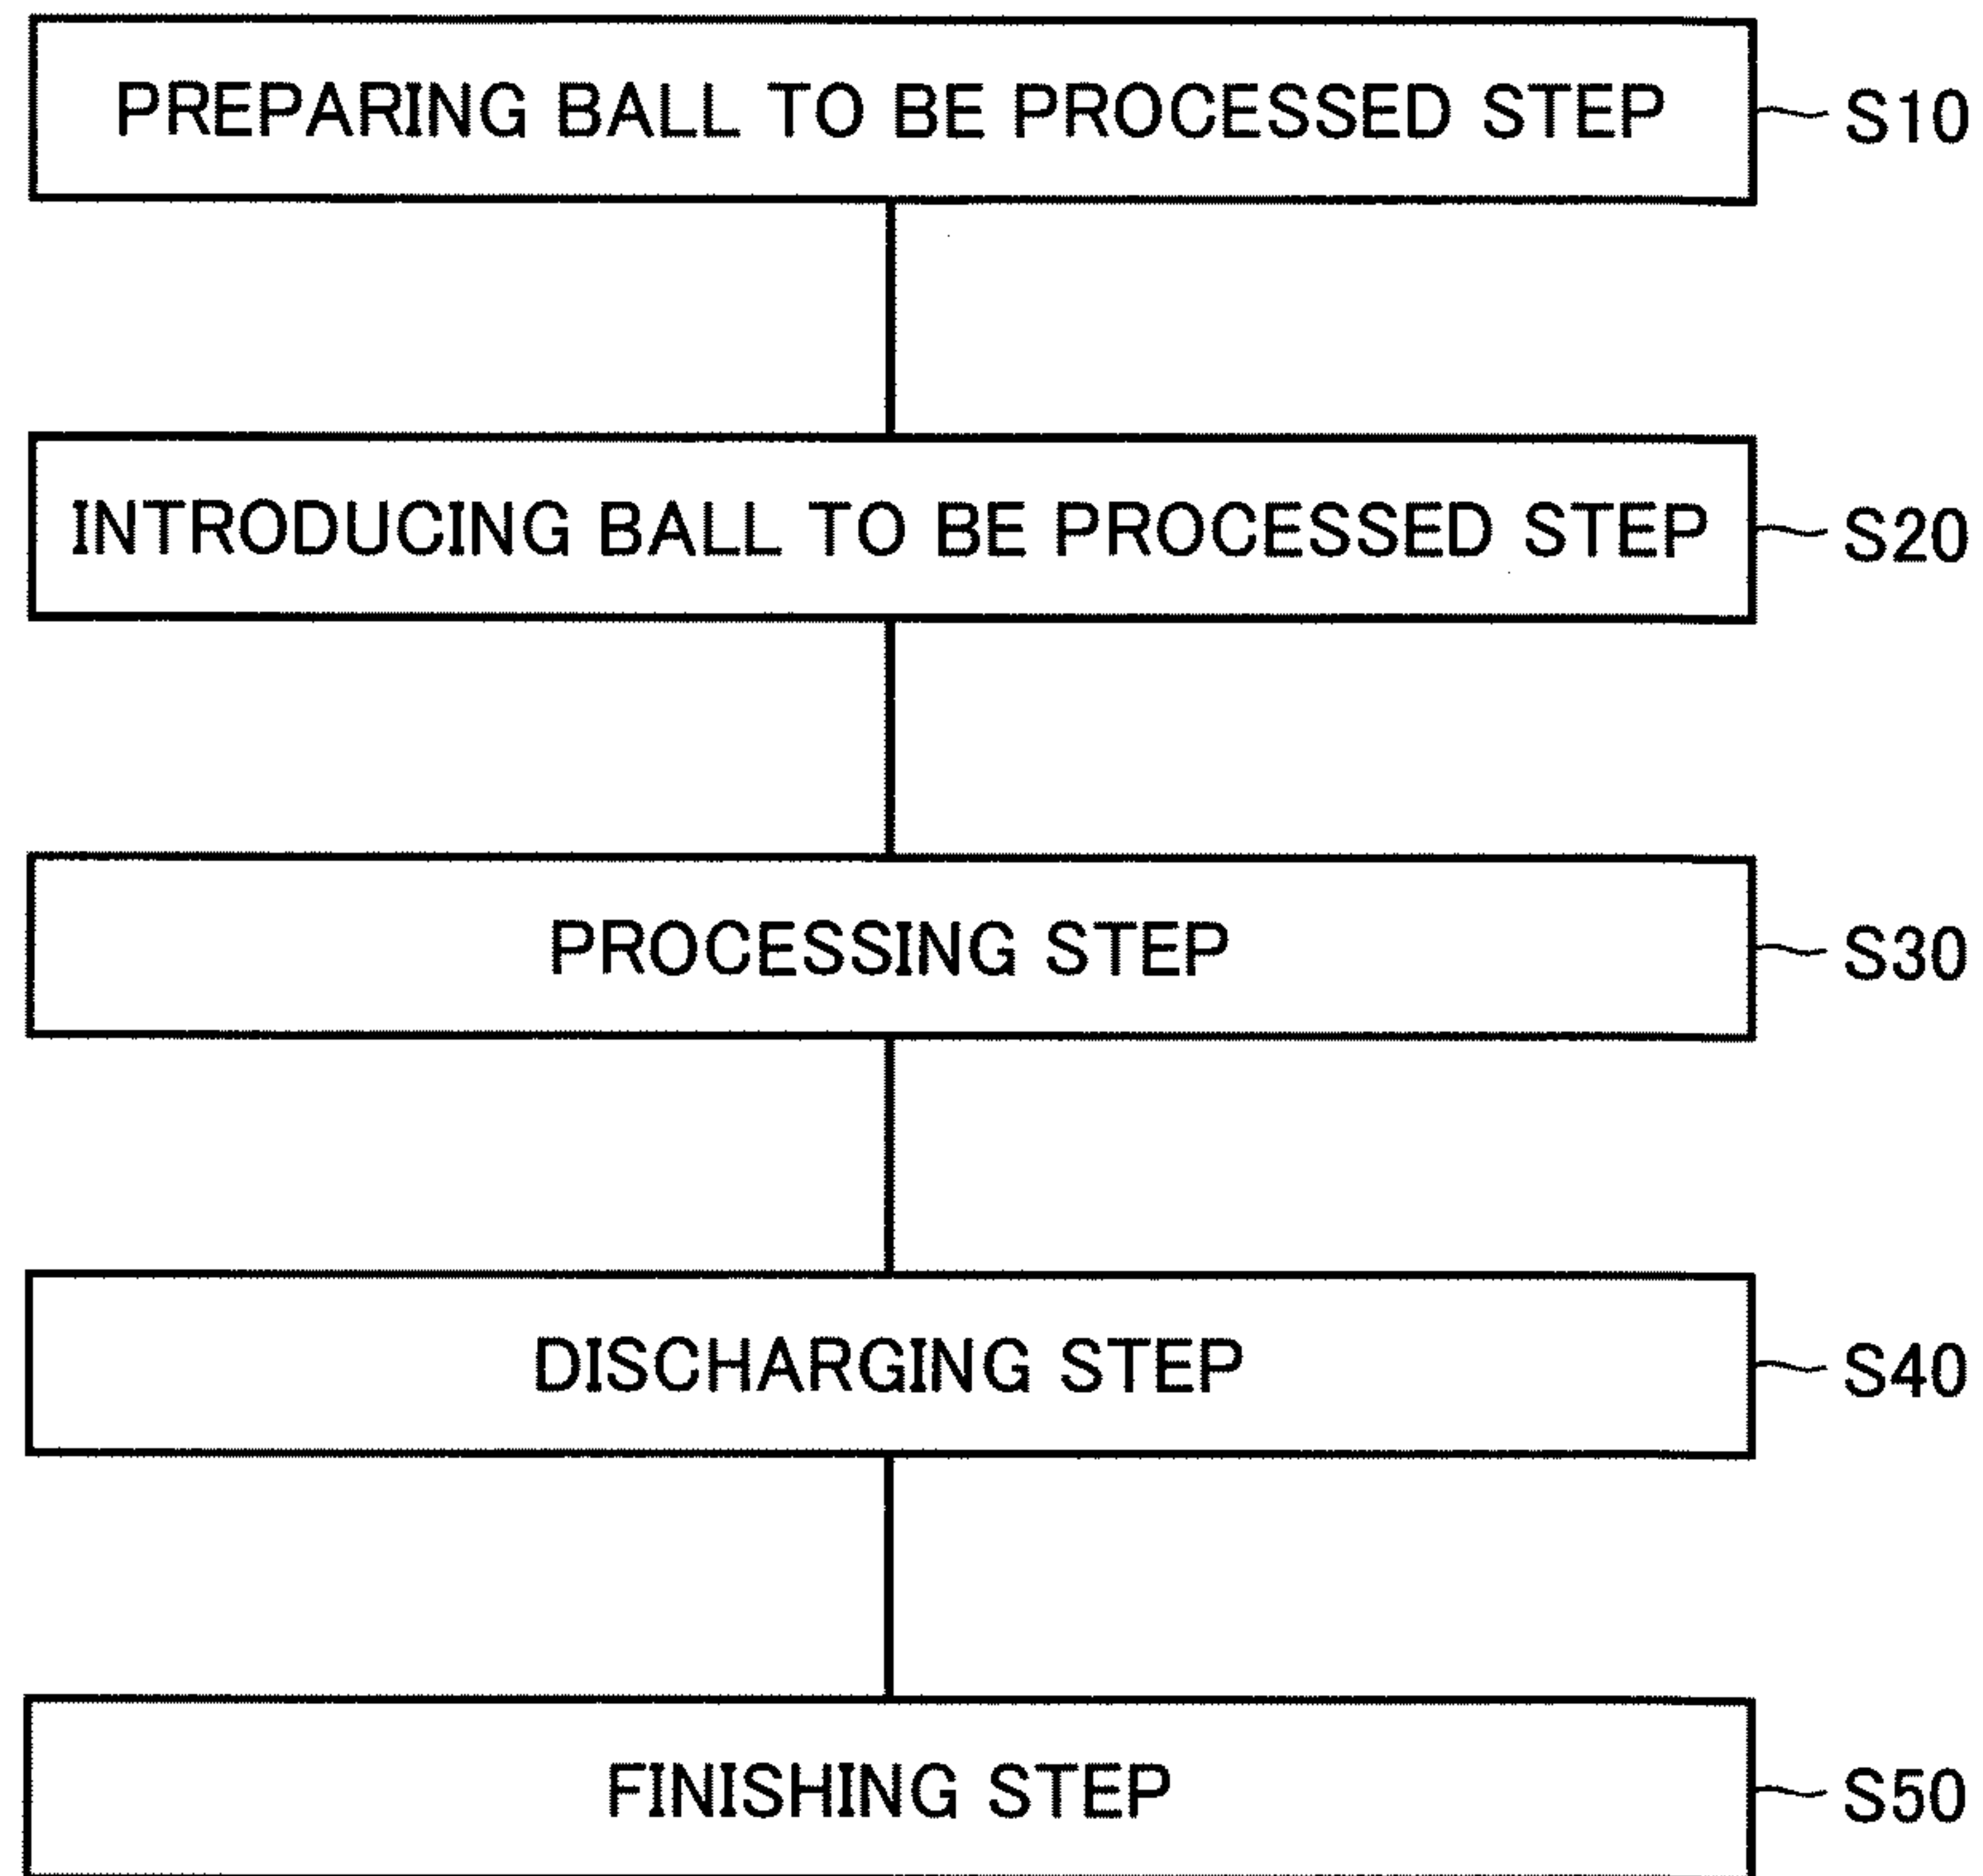 PREPARING BALL TO BE PROCESSED STEP S10
INTRODUCING BALL TO BE PROCESSED STEP S20
PROCESSING STEP S30
DISCHARGING STEP S40
FINISHING STEP S50